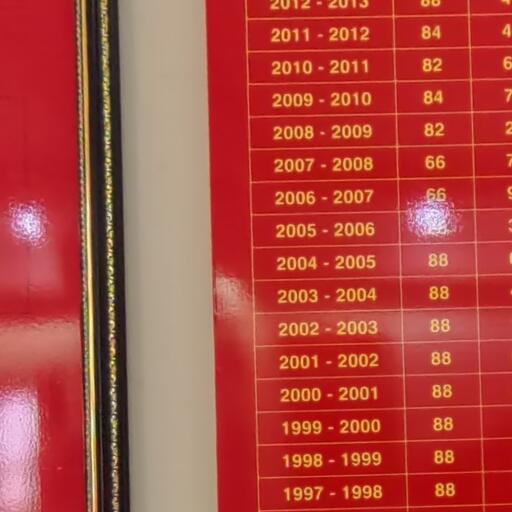 2012 - 2013 88
2011 - 2012 84
2010 - 2011 82
2009 - 2010 84
2008 - 2009 82
2007 - 2008 66
2006 - 2007 66
2005 - 2006
2004 - 2005 88
2003 - 2004 88
2002 - 2003 88
2001 - 2002 88
2000 - 2001 88
1999 - 2000 88
1998 - 1999 88
1997 - 1998 88